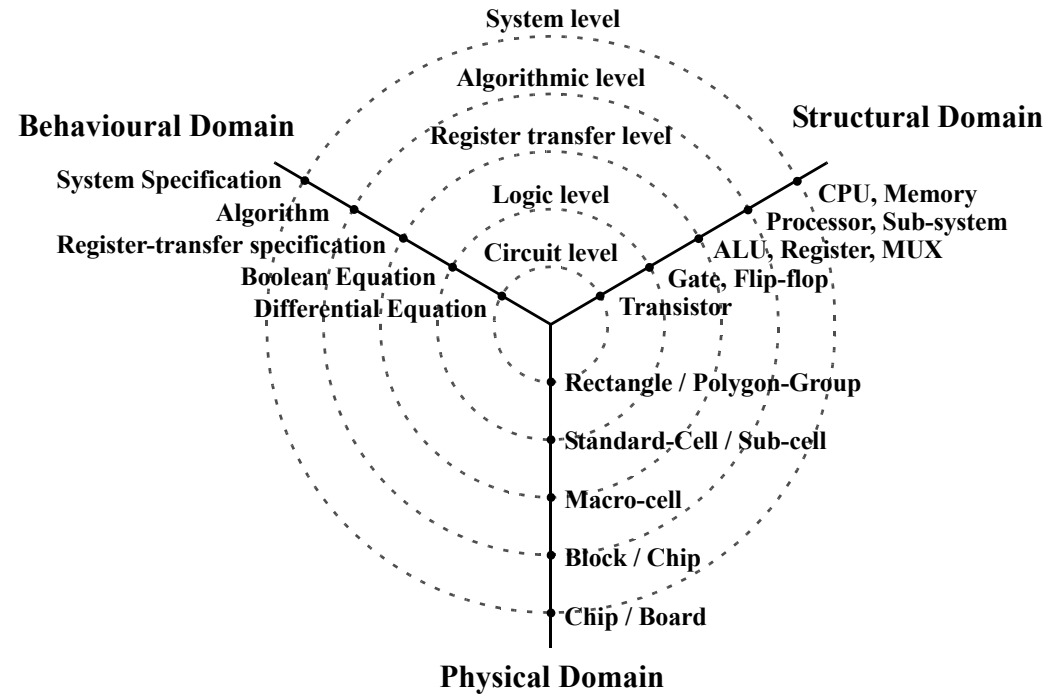 System level
Algorithmic level
Behavioural Domain
Structural Domain
Register transfer level
System Specification
Logic level
CPU, Memory
Algorithm
Processor, Sub-system
Register-transfer specification
Circuit level
ALU, Register, MUX
Boolean Equation
Gate, Flip-flop
Differential Equation
Transistor
Rectangle / Polygon-Group
Standard-Cell / Sub-cell
Macro-cell
Block / Chip
Chip / Board
Physical Domain